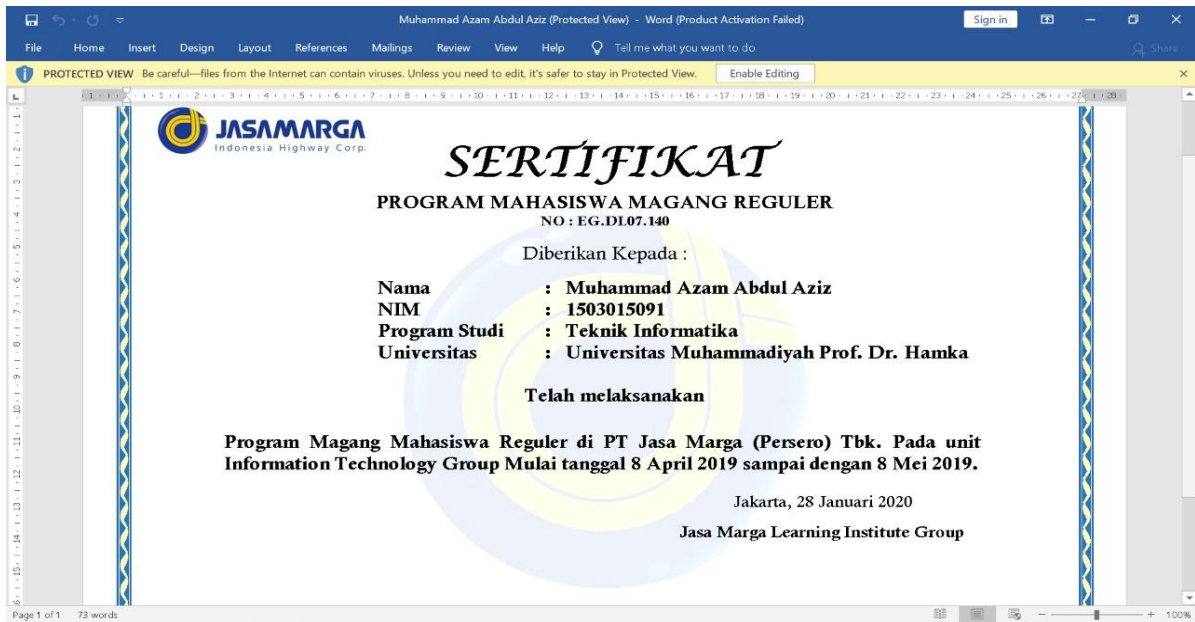 Muhammad Azam Abdul Aziz (Protected View) - Word (Product Activation Failed)
Sign in
File Home Insert Design Layout References Mailings Review View Help Tell me what you want to do Share
PROTECTED VIEW Be careful—files from the Internet can contain viruses. Unless you need to edit, it's safer to stay in Protected View. Enable Editing
JASAMARGA
Indonesia Highway Corp.
SERTIFIKAT
PROGRAM MAHASISWA MAGANG REGULER
NO : EG.DL07.140
Diberikan Kepada :
Nama : Muhammad Azam Abdul Aziz
NIM : 1503015091
Program Studi : Teknik Informatika
Universitas : Universitas Muhammadiyah Prof. Dr. Hamka
Telah melaksanakan
Program Magang Mahasiswa Reguler di PT Jasa Marga (Persero) Tbk. Pada unit
Information Technology Group Mulai tanggal 8 April 2019 sampai dengan 8 Mei 2019.
Jakarta, 28 Januari 2020
Jasa Marga Learning Institute Group
Page 1 of 1 73 words 100%